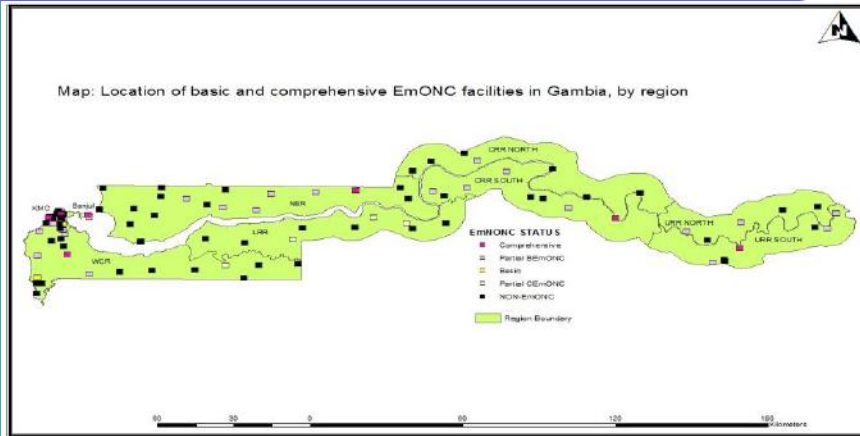 N
Map: Location of basic and comprehensive EmONC facilities in Gambia, by region
CRR NORTH
CRR SOUTH
KMC
Banjul
NBR
LRR
WCR
URR NORTH
URR SOUTH
EmNONC STATUS
Comprehensive
Partial BEmONC
Basic
Partial CEmONC
NON-EmONC
Region Boundary
60 30 0 60 120 180
Kilometers